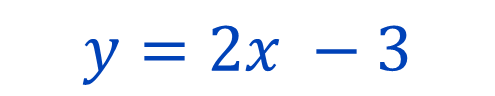 y = 2x − 3